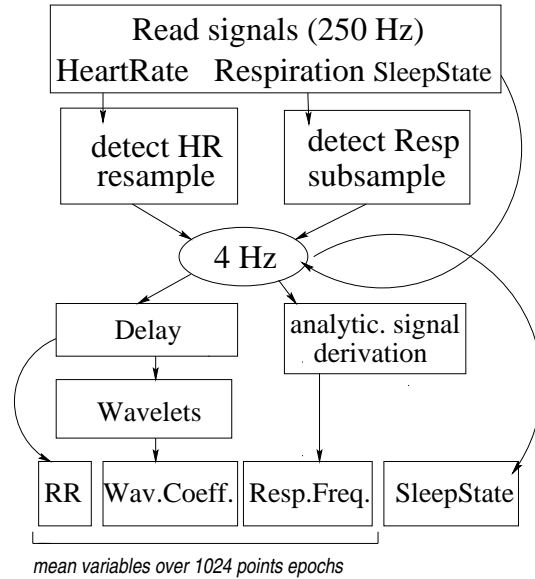 Read signals (250 Hz)
HeartRate Respiration SleepState
detect HR
resample
detect Resp
subsample
4 Hz
Delay
analytic. signal
derivation
Wavelets
RR
Wav.Coeff.
Resp.Freq.
SleepState
mean variables over 1024 points epochs